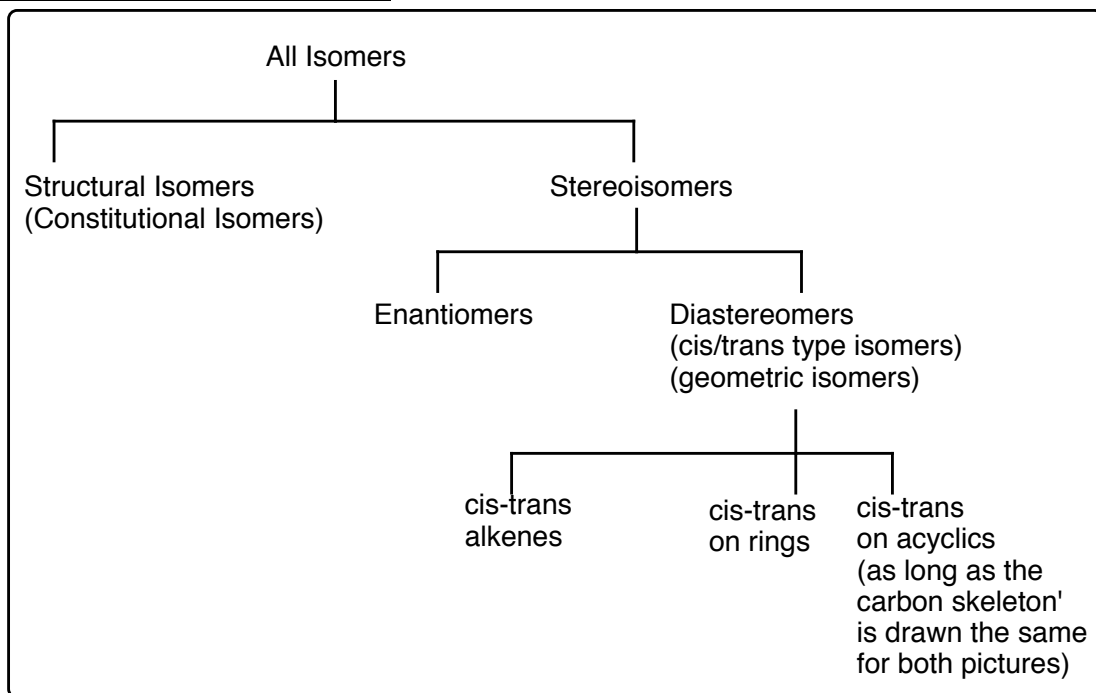 All Isomers
Structural Isomers
(Constitutional Isomers)
Stereoisomers
Enantiomers
Diastereomers
(cis/trans type isomers)
(geometric isomers)
cis-trans
alkenes
cis-trans
on rings
cis-trans
on acyclics
(as long as the
carbon skeleton'
is drawn the same
for both pictures)